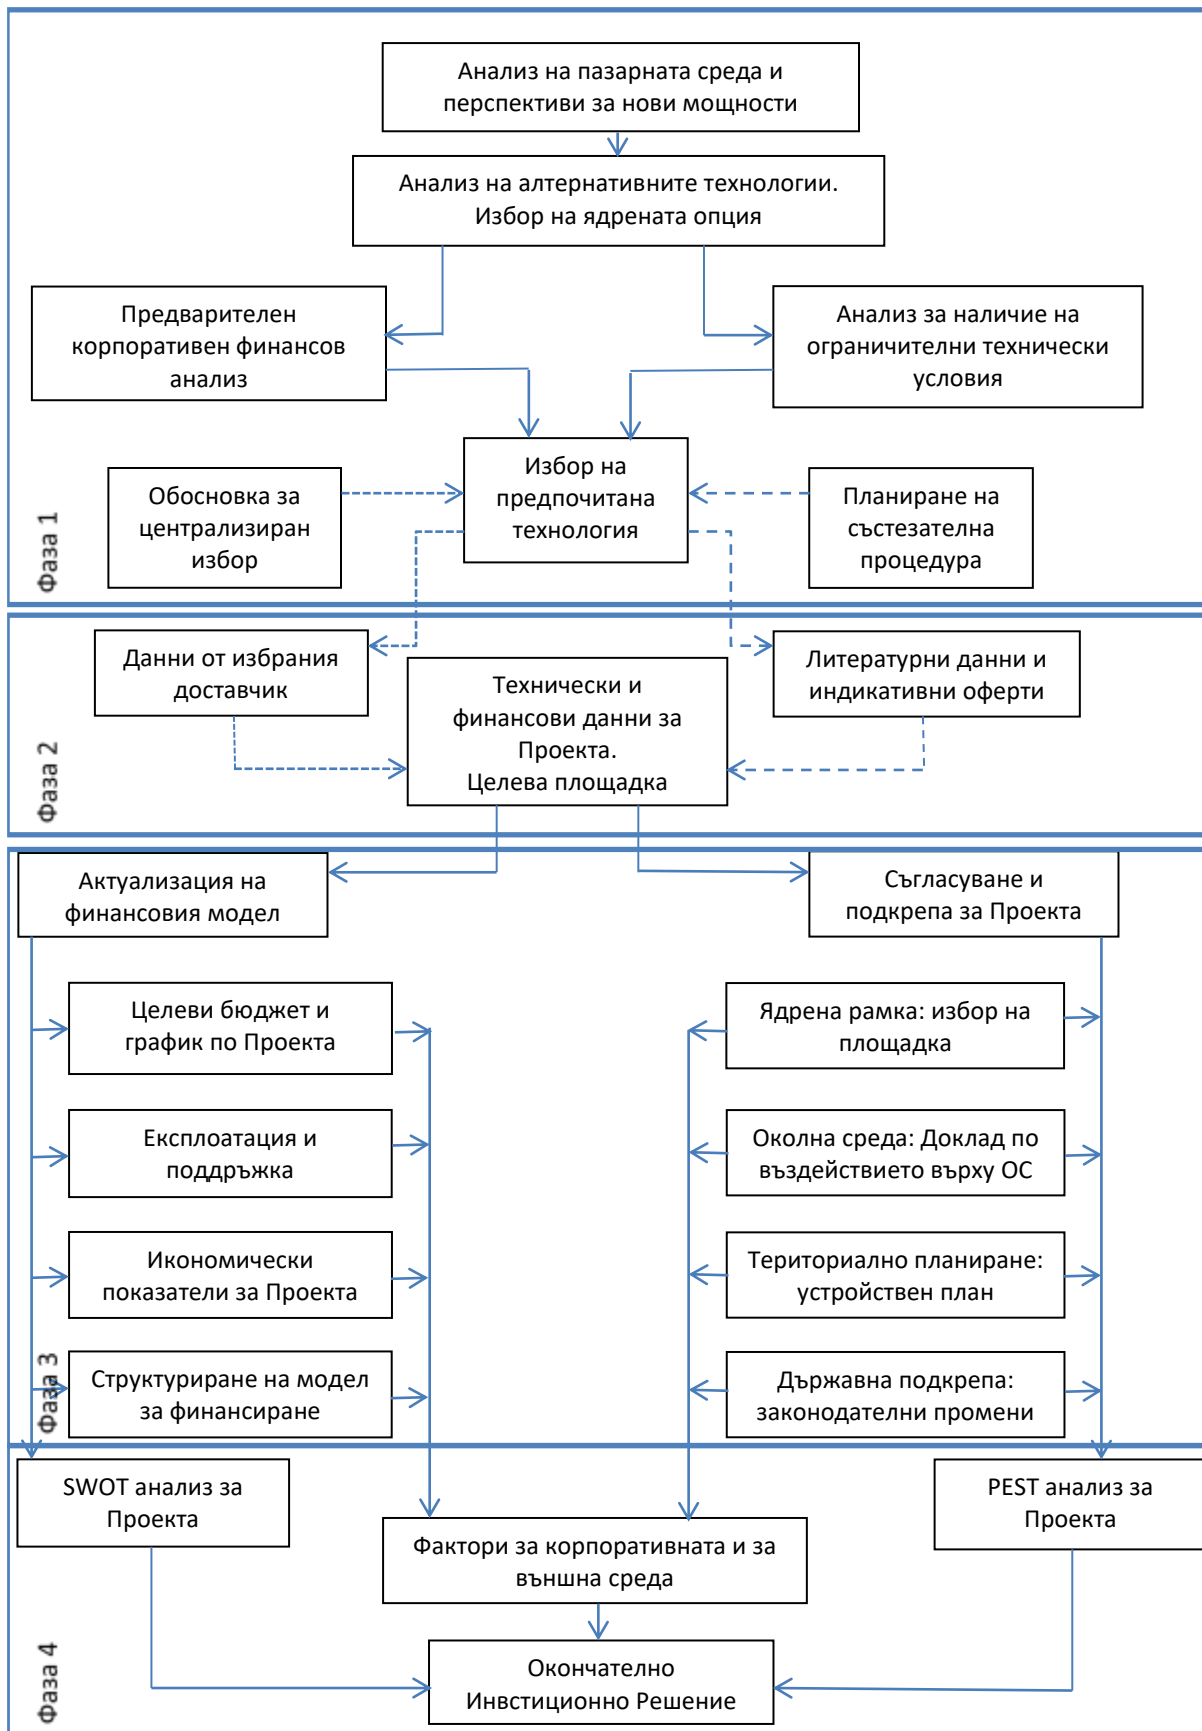 Анализ на пазарната среда и
перспективи за нови мощности
Анализ на алтернативните технологии.
Избор на ядрената опция
Предварителен
корпоративен финансов
анализ
Анализ за наличие на
ограничителни технически
условия
Обосновка за
централизиран
избор
Избор на
предпочитана
технология
Планиране на
състезателна
процедура
Фаза 1
Данни от избрания
доставчик
Технически и
финансови данни за
Проекта.
Целева площадка
Литературни данни и
индикативни оферти
Фаза 2
Актуализация на
финансовия модел
Съгласуване и
подкрепа за Проекта
Целеви бюджет и
график по Проекта
Ядрена рамка: избор на
площадка
Експлоатация и
поддръжка
Околна среда: Доклад по
въздействието върху ОС
Икономически
показатели за Проекта
Териториално планиране:
устройствен план
Структуриране на модел
за финансиране
Държавна подкрепа:
законодателни промени
Фаза 3
SWOT анализ за
Проекта
PEST анализ за
Проекта
Фактори за корпоративната и за
външна среда
Окончателно
Инвстиционно Решение
Фаза 4